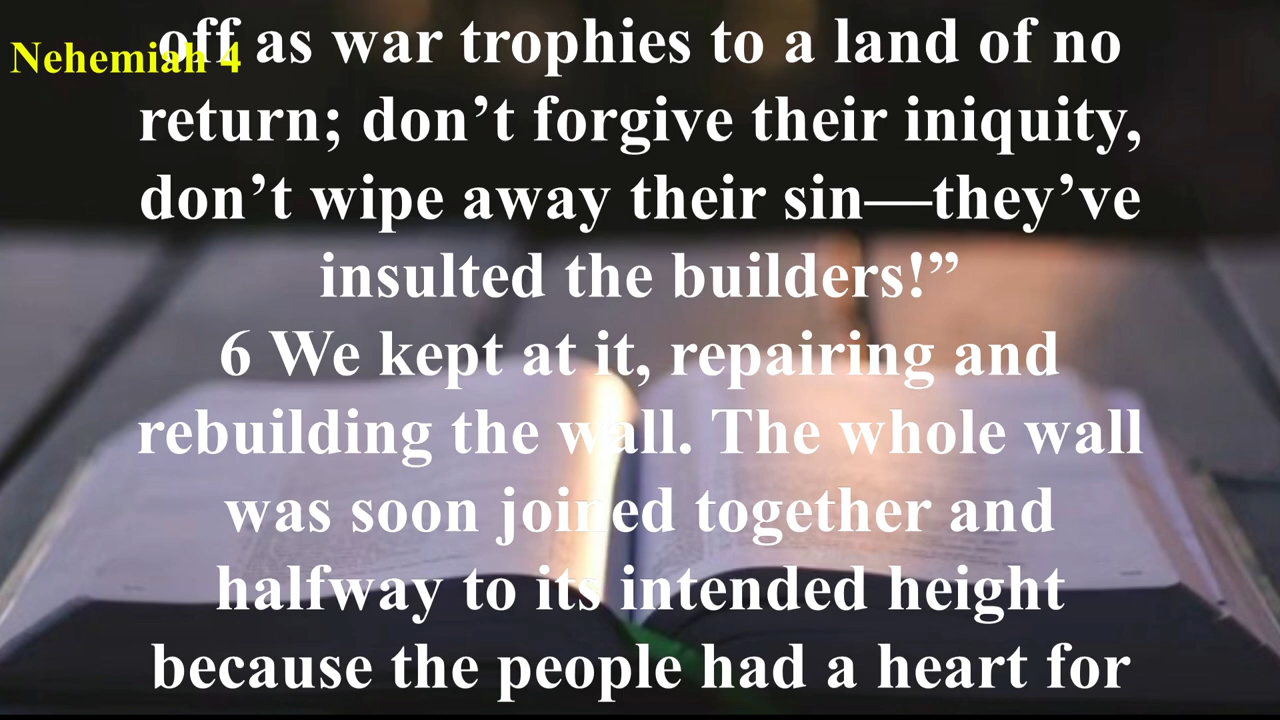 Nehemiah 4
off as war trophies to a land of no
return; don’t forgive their iniquity,
don’t wipe away their sin—they’ve
insulted the builders!”
6 We kept at it, repairing and
rebuilding the wall. The whole wall
was soon joined together and
halfway to its intended height
because the people had a heart for